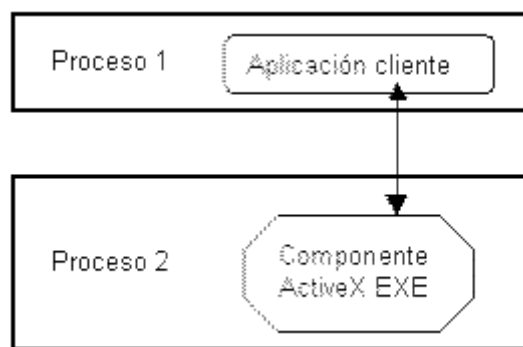 Proceso 1
Aplicación cliente
Proceso 2
Componente
ActiveX EXE